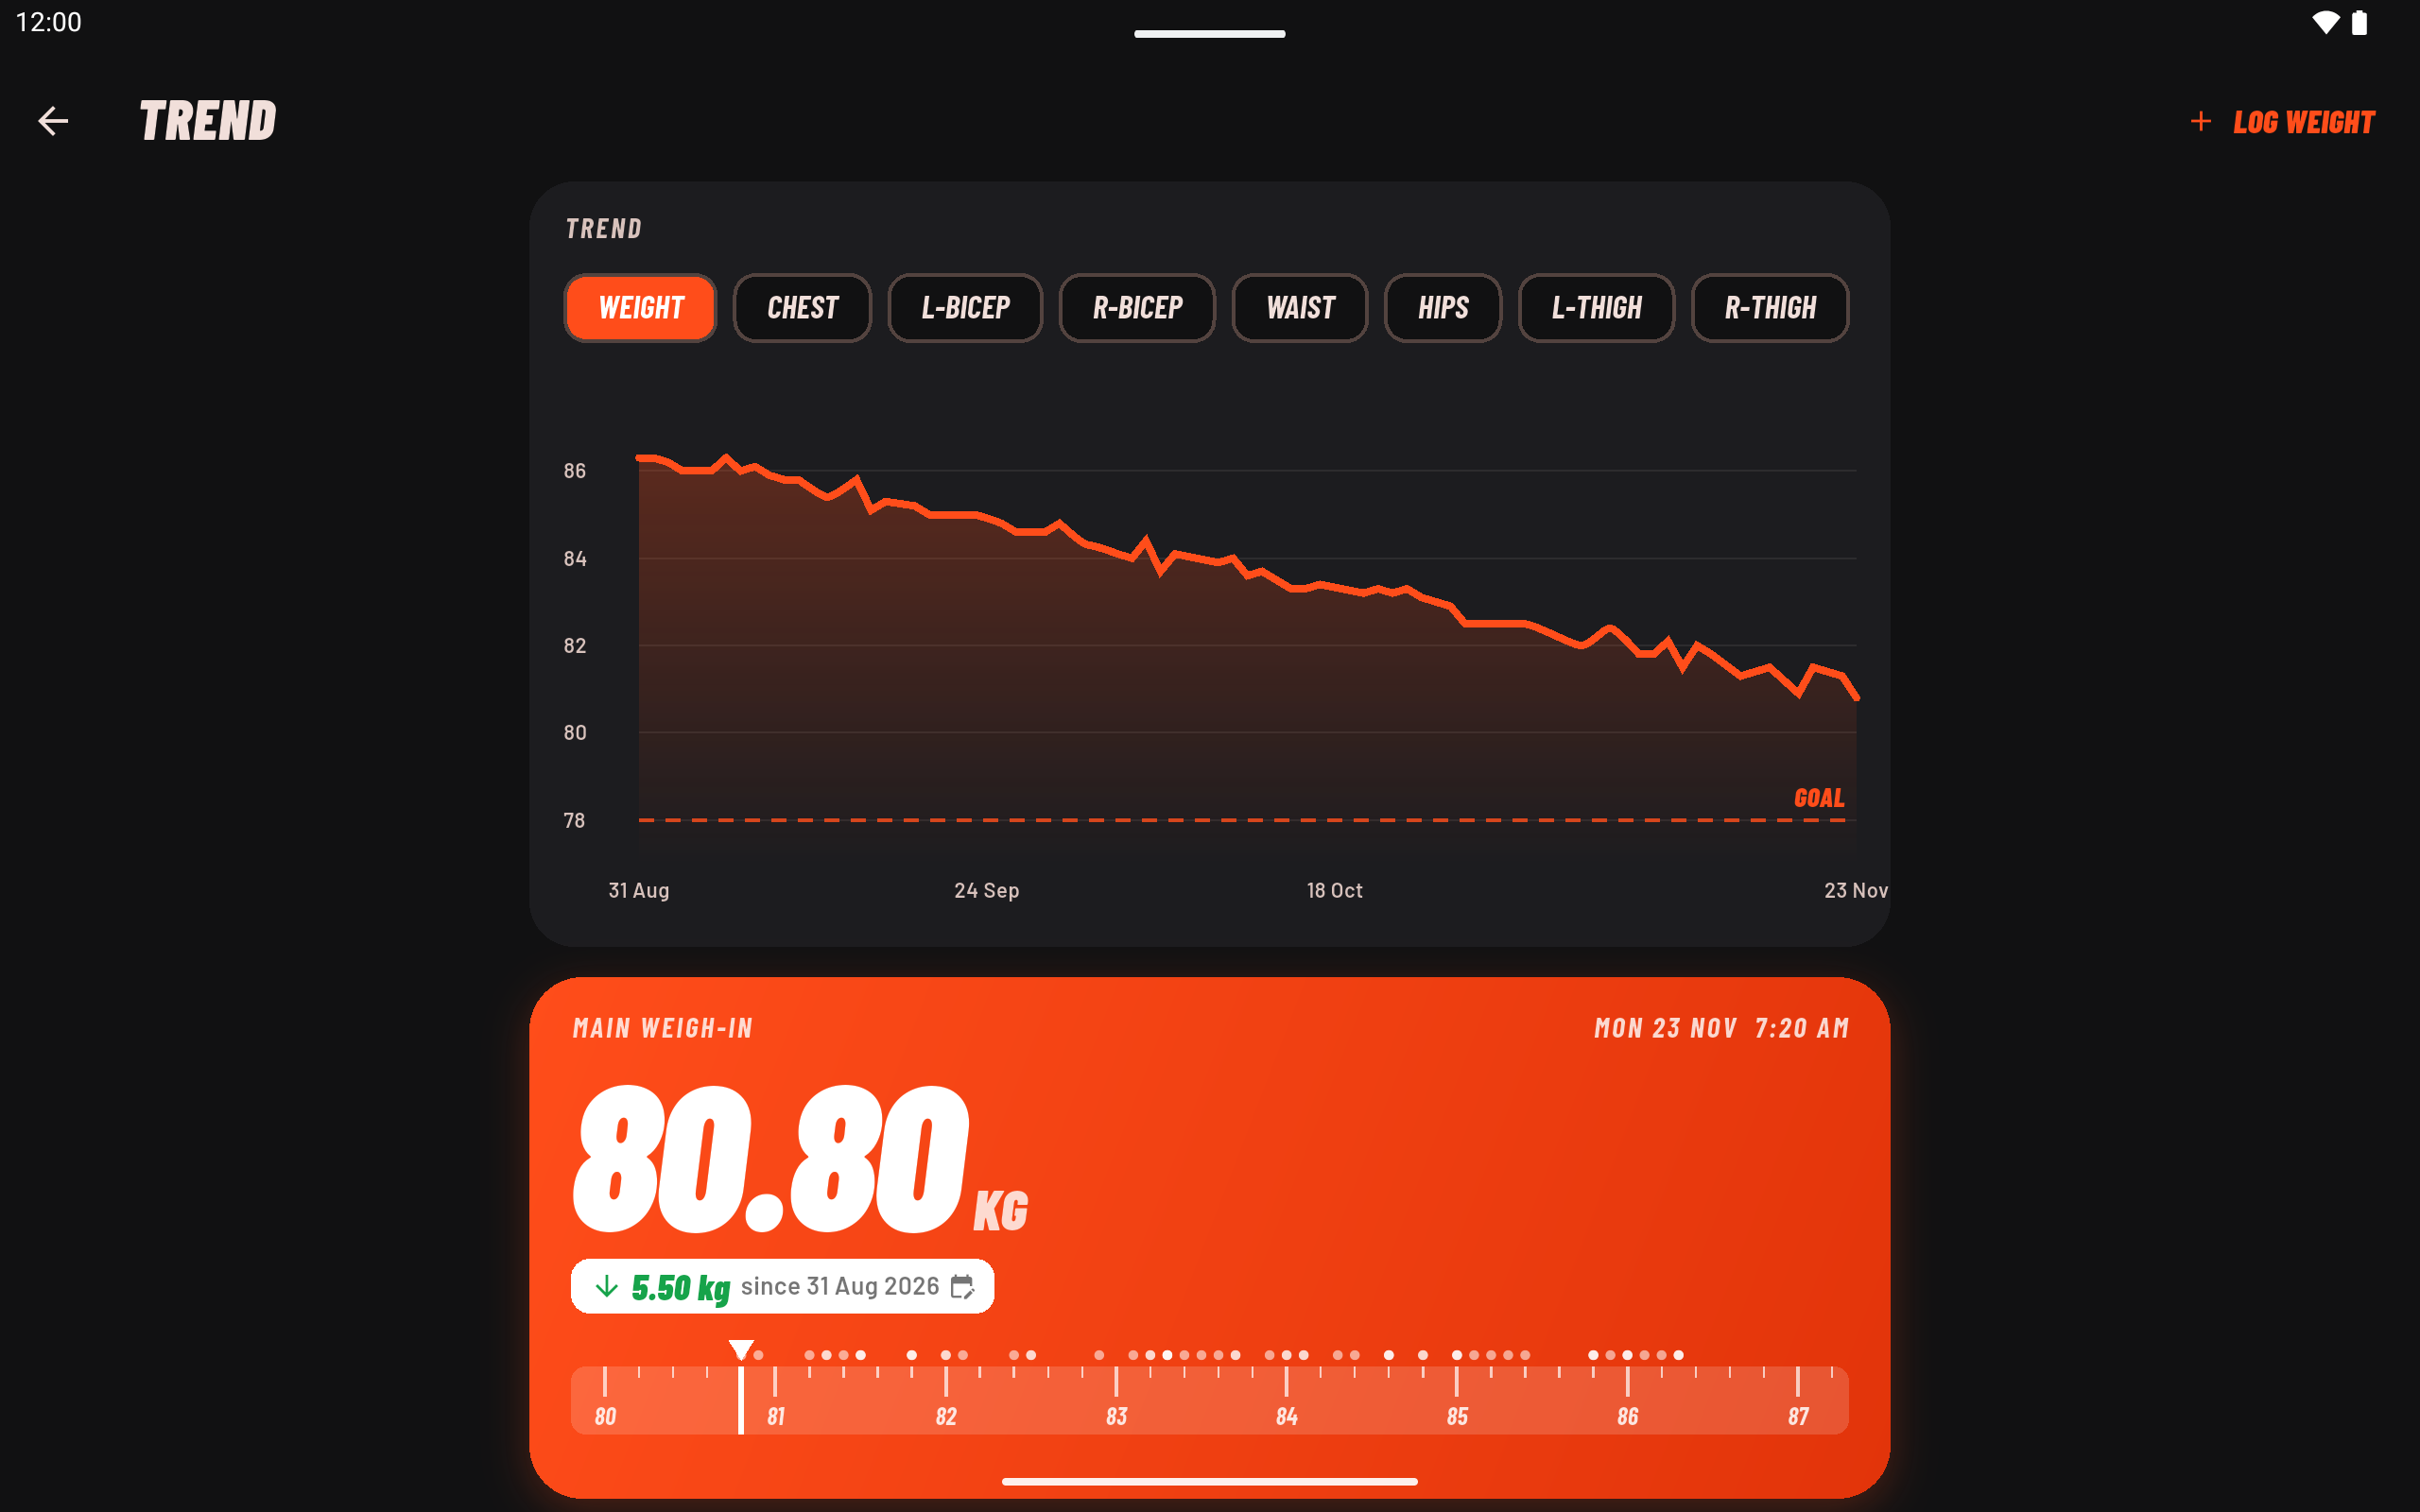 12:00
TREND
+ LOG WEIGHT
TREND
WEIGHT CHEST L-BICEP R-BICEP WAIST HIPS L-THIGH R-THIGH
86
84
82
80
GOAL
78
31 Aug 24 Sep 18 Oct 23 Nov
MAIN WEIGH-IN MON 23 NOV 7:20 AM
80.80 KG
5.50 kg since 31 Aug 2026
80 81 82 83 84 85 86 87